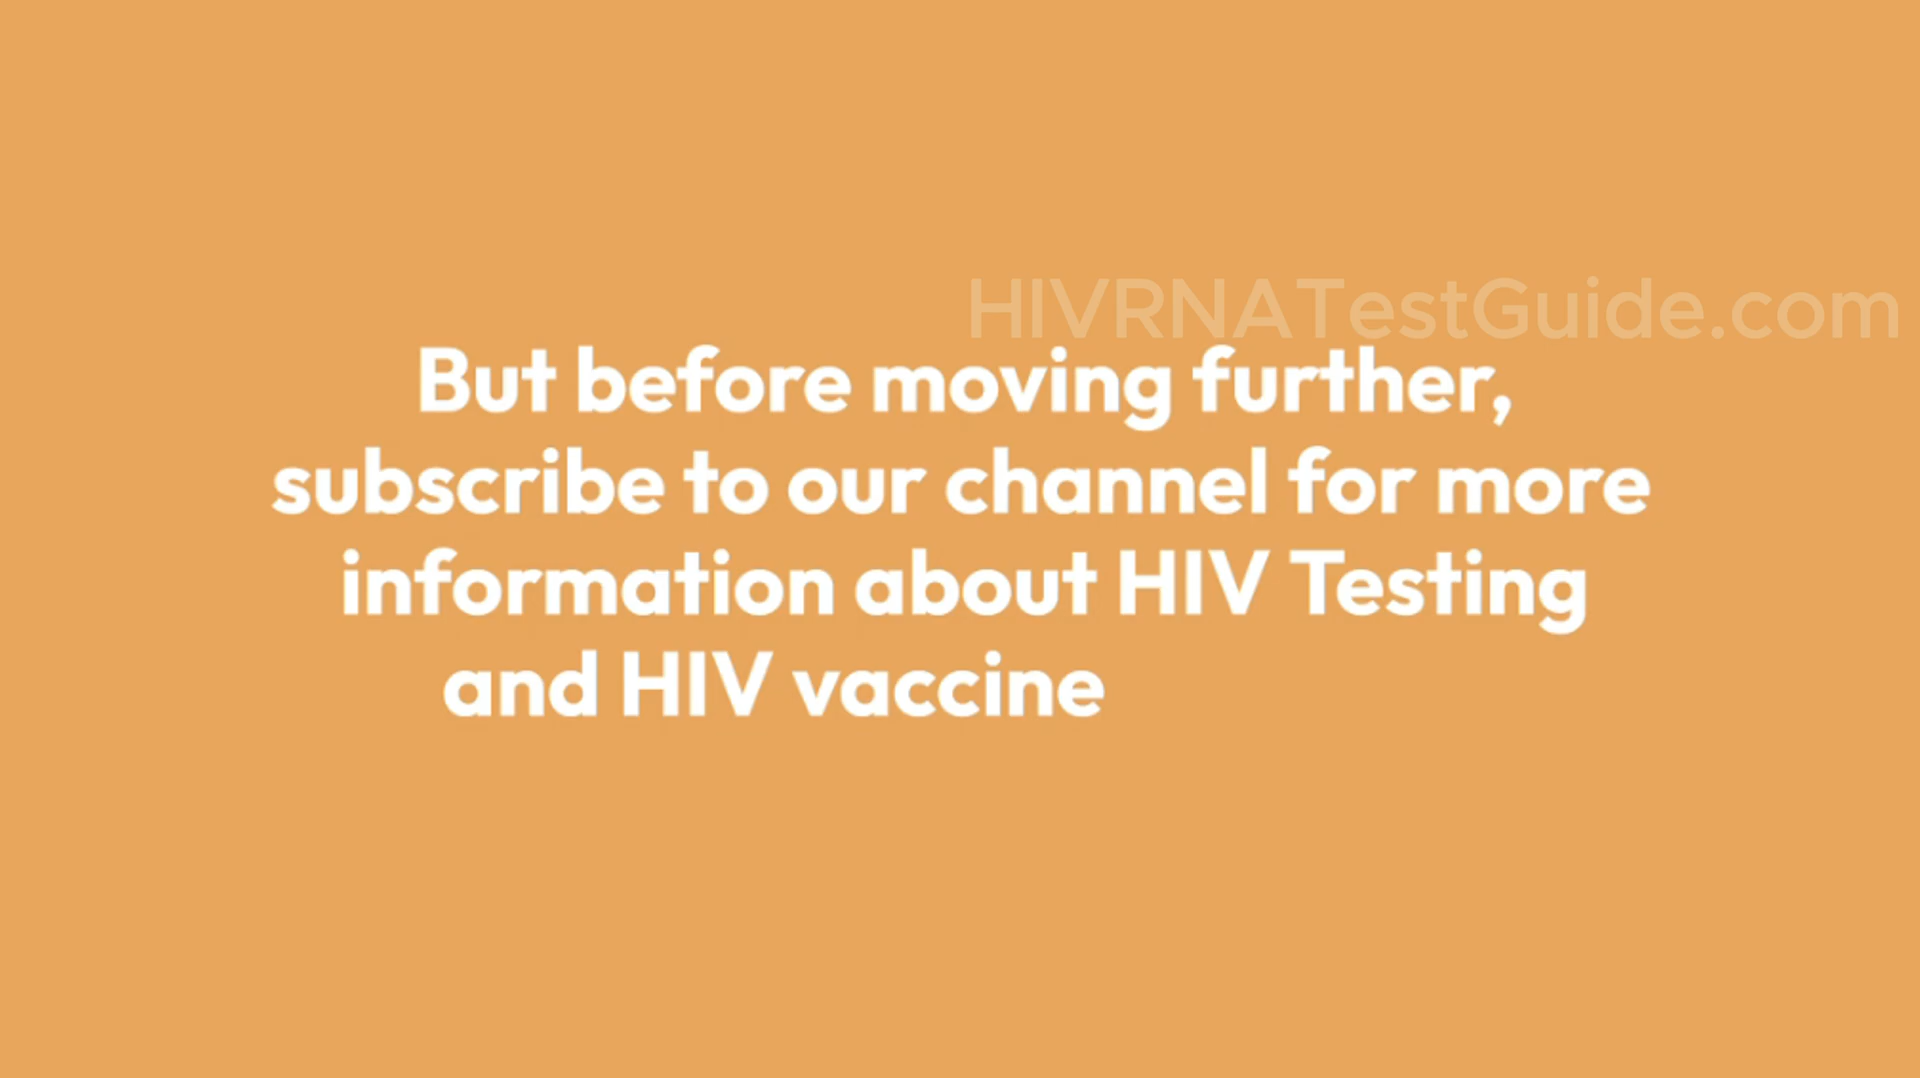 HIVRNATestGuide.com
But before moving further,
subscribe to our channel for more
information about HIV Testing
and HIV vaccine